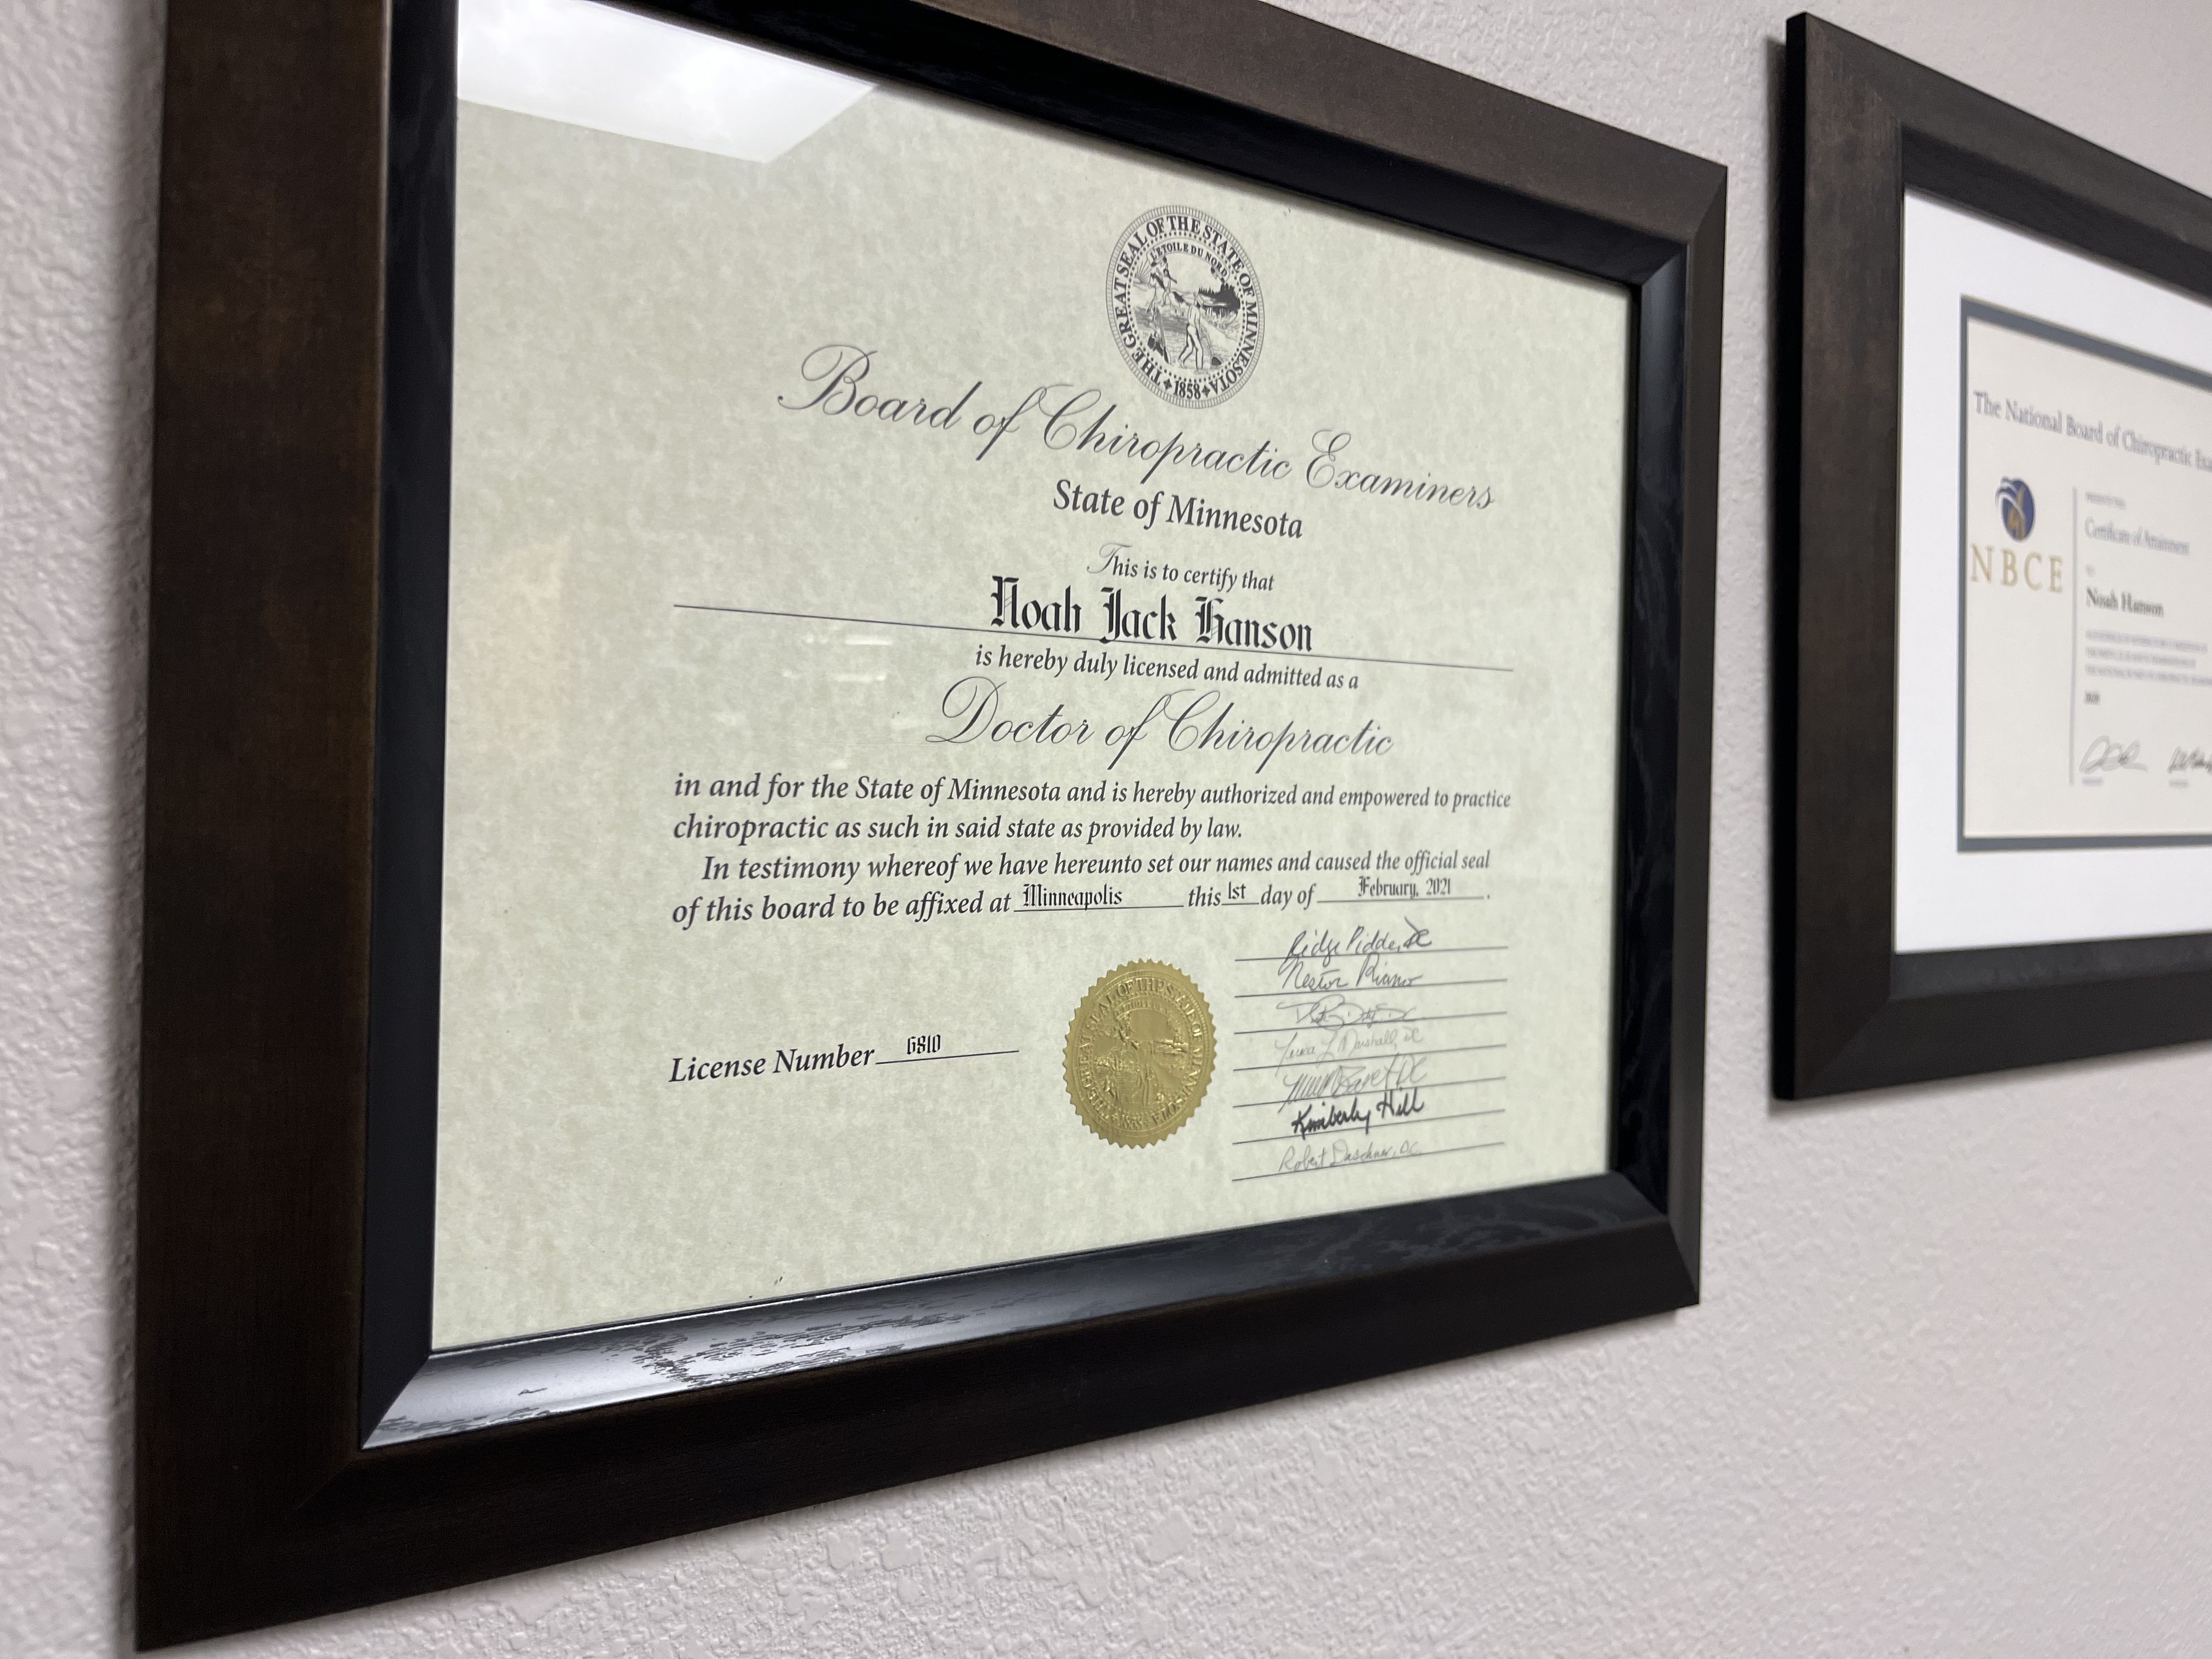 THE GREAT SEAL OF THE STATE OF MINNESOTA
L'ETOILE DU NORD
1858
Board of Chiropractic Examiners
State of Minnesota
This is to certify that
Noah Jack Hanson
is hereby duly licensed and admitted as a
Doctor of Chiropractic
in and for the State of Minnesota and is hereby authorized and empowered to practice
chiropractic as such in said state as provided by law.
In testimony whereof we have hereunto set our names and caused the official seal
of this board to be affixed at Minneapolis this 1st day of February, 2021.
Nestor Riano
Kimberly Hill
Robert Daschner, DC
License Number 6810
The National Board of Chiropractic
NBCE
Certificate of Attainment
Noah Hanson